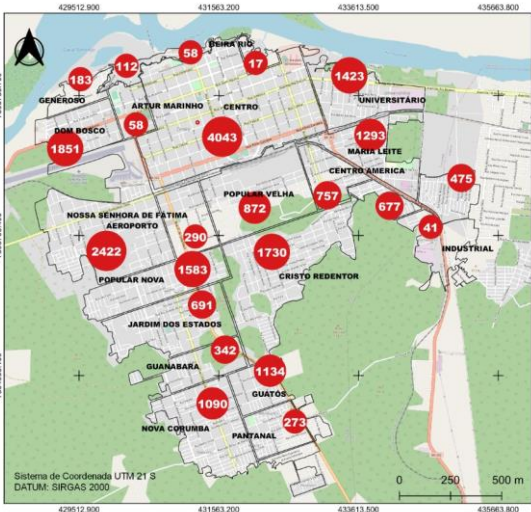 429512.900 431563.200 433613.500 435663.800
BEIRA RIO
58
17
112
183
1423
GENEROSO
UNIVERSITÁRIO
ARTUR MARINHO
CENTRO
DOM BOSCO
58
4043
1293
1851
MARIA LEITE
CENTRO AMERICA
475
POPULAR VELHA
757
872
677
NOSSA SENHORA DE FÁTIMA
AEROPORTO
41
290
2422
1730
INDUSTRIAL
1583
POPULAR NOVA
CRISTO REDENTOR
691
JARDIM DOS ESTADOS
342
GUANABARA
1134
GUATÓS
1090
273
NOVA CORUMBA
PANTANAL
Sistema de Coordenada UTM 21 S
DATUM: SIRGAS 2000
0 250 500 m
429512.900 431563.200 433613.500 435663.800